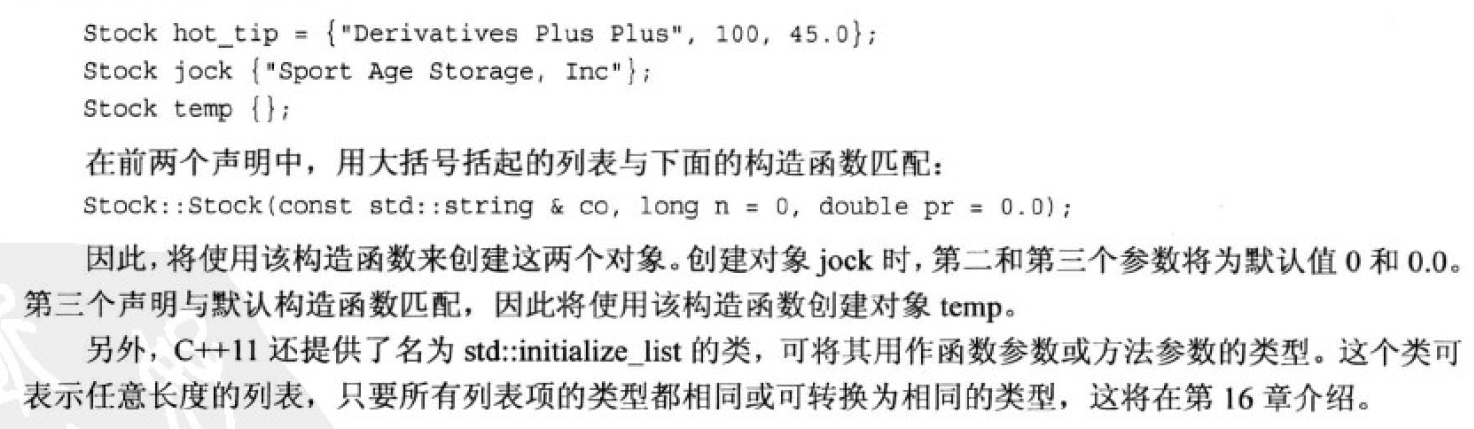 Stock hot_tip = {"Derivatives Plus Plus", 100, 45.0};
Stock jock {"Sport Age Storage, Inc"};
Stock temp {};
在前两个声明中，用大括号括起的列表与下面的构造函数匹配：
Stock::Stock(const std::string & co, long n = 0, double pr = 0.0);
因此，将使用该构造函数来创建这两个对象。创建对象 jock 时，第二和第三个参数将为默认值 0 和 0.0。
第三个声明与默认构造函数匹配，因此将使用该构造函数创建对象 temp。
另外，C++11 还提供了名为 std::initialize_list 的类，可将其用作函数参数或方法参数的类型。这个类可
表示任意长度的列表，只要所有列表项的类型都相同或可转换为相同的类型，这将在第 16 章介绍。